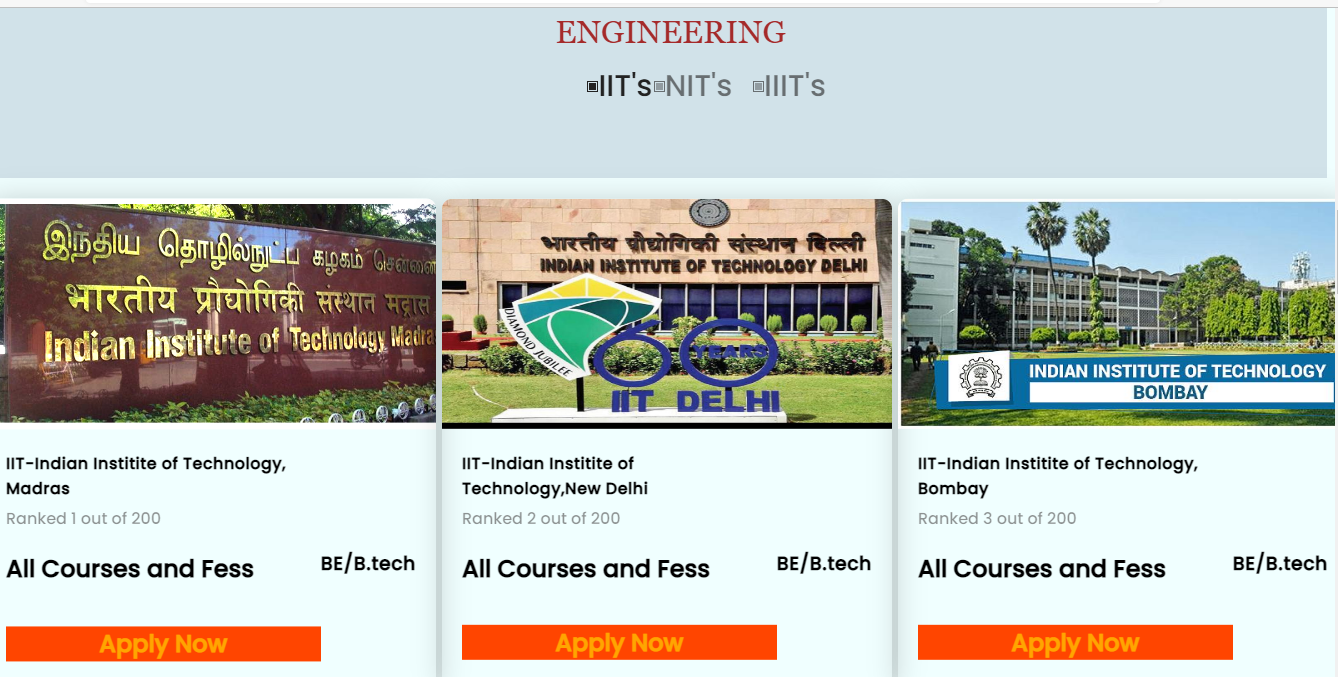 ENGINEERING
IIT's NIT's IIIT's
இந்திய தொழில்நுட்ப கழகம் சென்னை
भारतीय प्रौद्योगिकी संस्थान मद्रास
Indian Institute of Technology Madra
भारतीय प्रौद्योगिकी संस्थान दिल्ली
INDIAN INSTITUTE OF TECHNOLOGY DELHI
DIAMOND JUBILEE
60
YEARS
IIT DELHI
INDIAN INSTITUTE OF TECHNOLOGY
BOMBAY
IIT-Indian Institite of Technology,
Madras
Ranked 1 out of 200
All Courses and Fess
BE/B.tech
Apply Now
IIT-Indian Institite of
Technology,New Delhi
Ranked 2 out of 200
All Courses and Fess
BE/B.tech
Apply Now
IIT-Indian Institite of Technology,
Bombay
Ranked 3 out of 200
All Courses and Fess
BE/B.tech
Apply Now